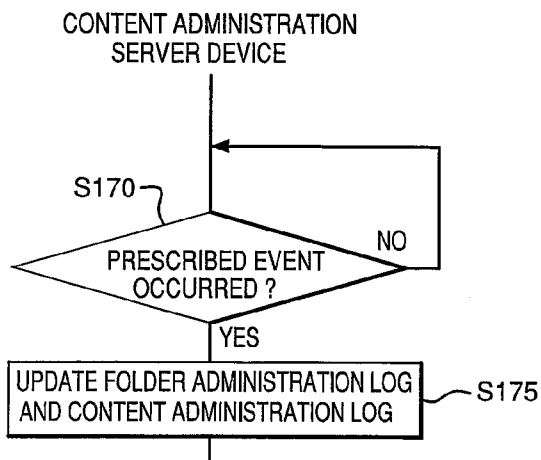 CONTENT ADMINISTRATION
SERVER DEVICE
S170
NO
PRESCRIBED EVENT
OCCURRED ?
YES
UPDATE FOLDER ADMINISTRATION LOG
AND CONTENT ADMINISTRATION LOG
S175